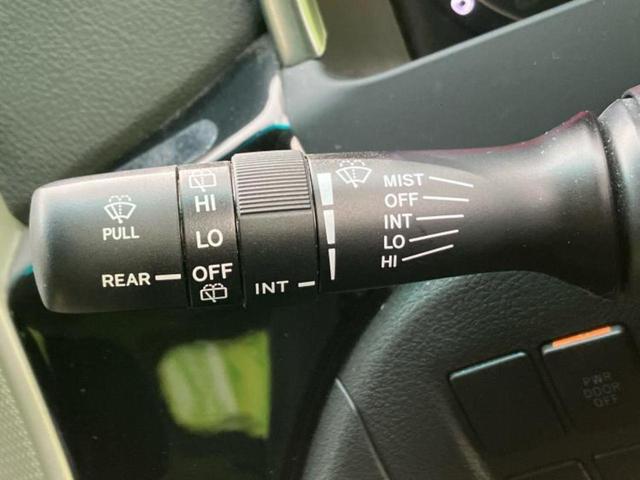 PULL
REAR
HI
LO
OFF
INT
MIST
OFF
INT
LO
HI
PWR
DOOR
OFF